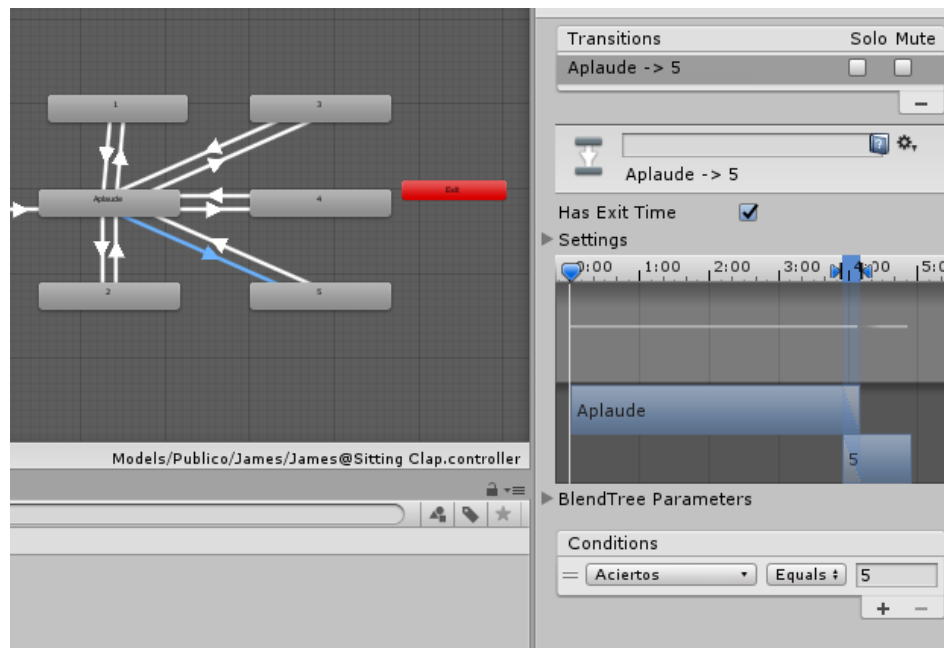 1
3
Aplaude
4
Exit
2
5
Models/Publico/James/James@Sitting Clap.controller
Transitions Solo Mute
Aplaude -> 5
Aplaude -> 5
Has Exit Time
Settings
0:00 1:00 2:00 3:00 4:00 5:0
Aplaude
5
BlendTree Parameters
Conditions
Aciertos Equals 5